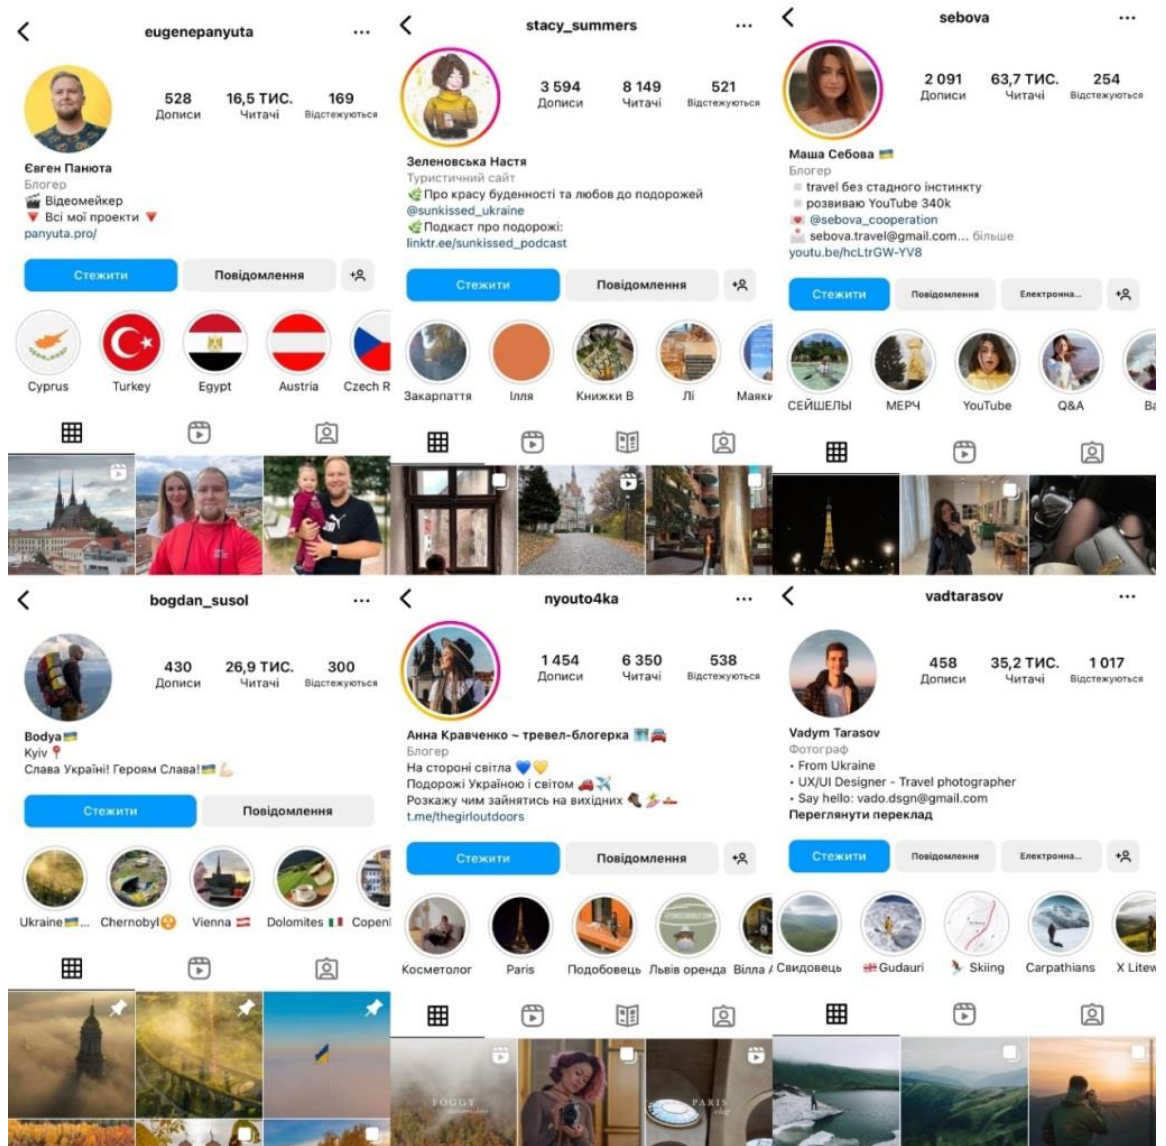 eugenepanyuta
528 16,5 ТИС. 169
Дописи Читачі Відстежуються
Євген Панюта
Блогер
Відеомейкер
Всі мої проекти
panyuta.pro/
Стежити Повідомлення
Cyprus Turkey Egypt Austria Czech R
stacy_summers
3 594 8 149 521
Дописи Читачі Відстежуються
Зеленовська Настя
Туристичний сайт
Про красу буденності та любов до подорожей
@sunkissed_ukraine
Подкаст про подорожі:
linktr.ee/sunkissed_podcast
Стежити Повідомлення
Закарпаття Ілля Книжки В Лі Маяки
sebova
2 091 63,7 ТИС. 254
Дописи Читачі Відстежуються
Маша Себова
Блогер
travel без стадного інстинкту
розвиваю YouTube 340k
@sebova_cooperation
sebova.travel@gmail.com... більше
youtu.be/hcLtrGW-YV8
Стежити Повідомлення Електронна...
СЕЙШЕЛЫ МЕРЧ YouTube Q&A Ba
bogdan_susol
430 26,9 ТИС. 300
Дописи Читачі Відстежуються
Bodya
Kyiv
Слава Україні! Героям Слава!
Стежити Повідомлення
Ukraine... Chernobyl Vienna Dolomites Copenl
nyouto4ka
1 454 6 350 538
Дописи Читачі Відстежуються
Анна Кравченко ~ тревел-блогерка
Блогер
На стороні світла
Подорожі Україною і світом
Розкажу чим зайнятись на вихідних
t.me/thegirloutdoors
Стежити Повідомлення
Косметолог Paris Подобовець Львів оренда Вілла
FOGGY
PARIS
vlog
vadtarasov
458 35,2 ТИС. 1 017
Дописи Читачі Відстежуються
Vadym Tarasov
Фотограф
• From Ukraine
• UX/UI Designer - Travel photographer
• Say hello: vado.dsgn@gmail.com
Переглянути переклад
Стежити Повідомлення Електронна...
Свидовець Gudauri Skiing Carpathians X Litew